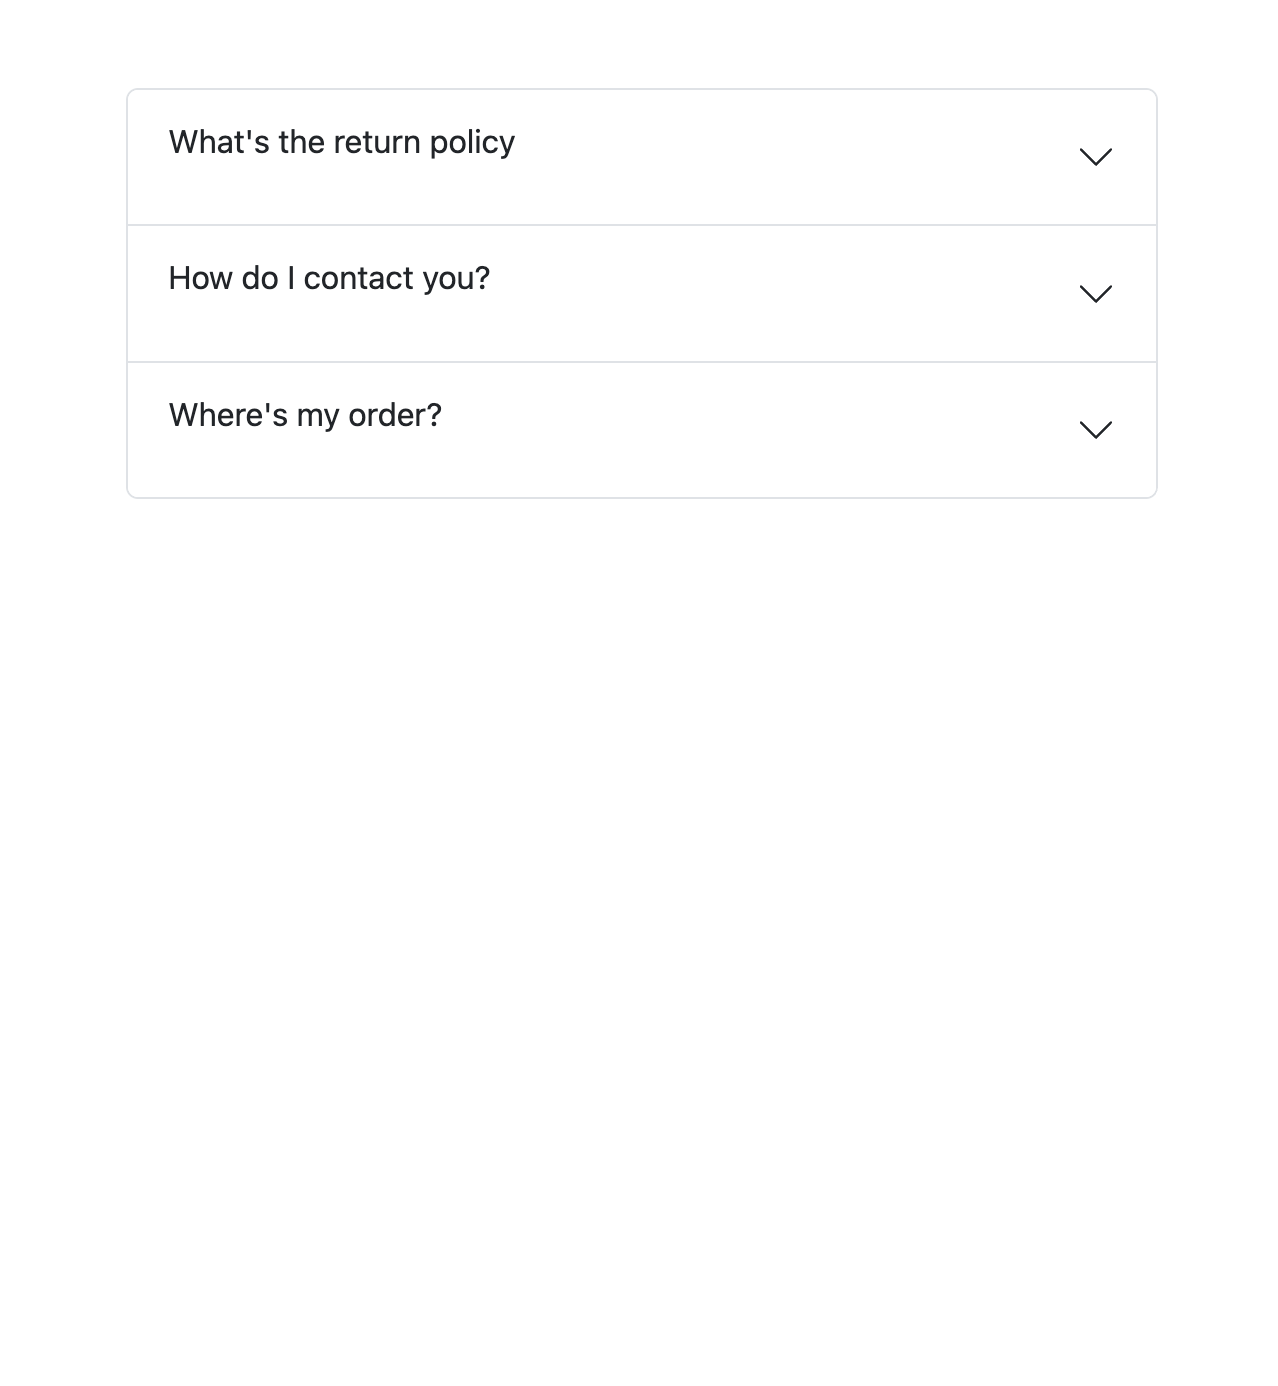 What's the return policy
How do I contact you?
Where's my order?